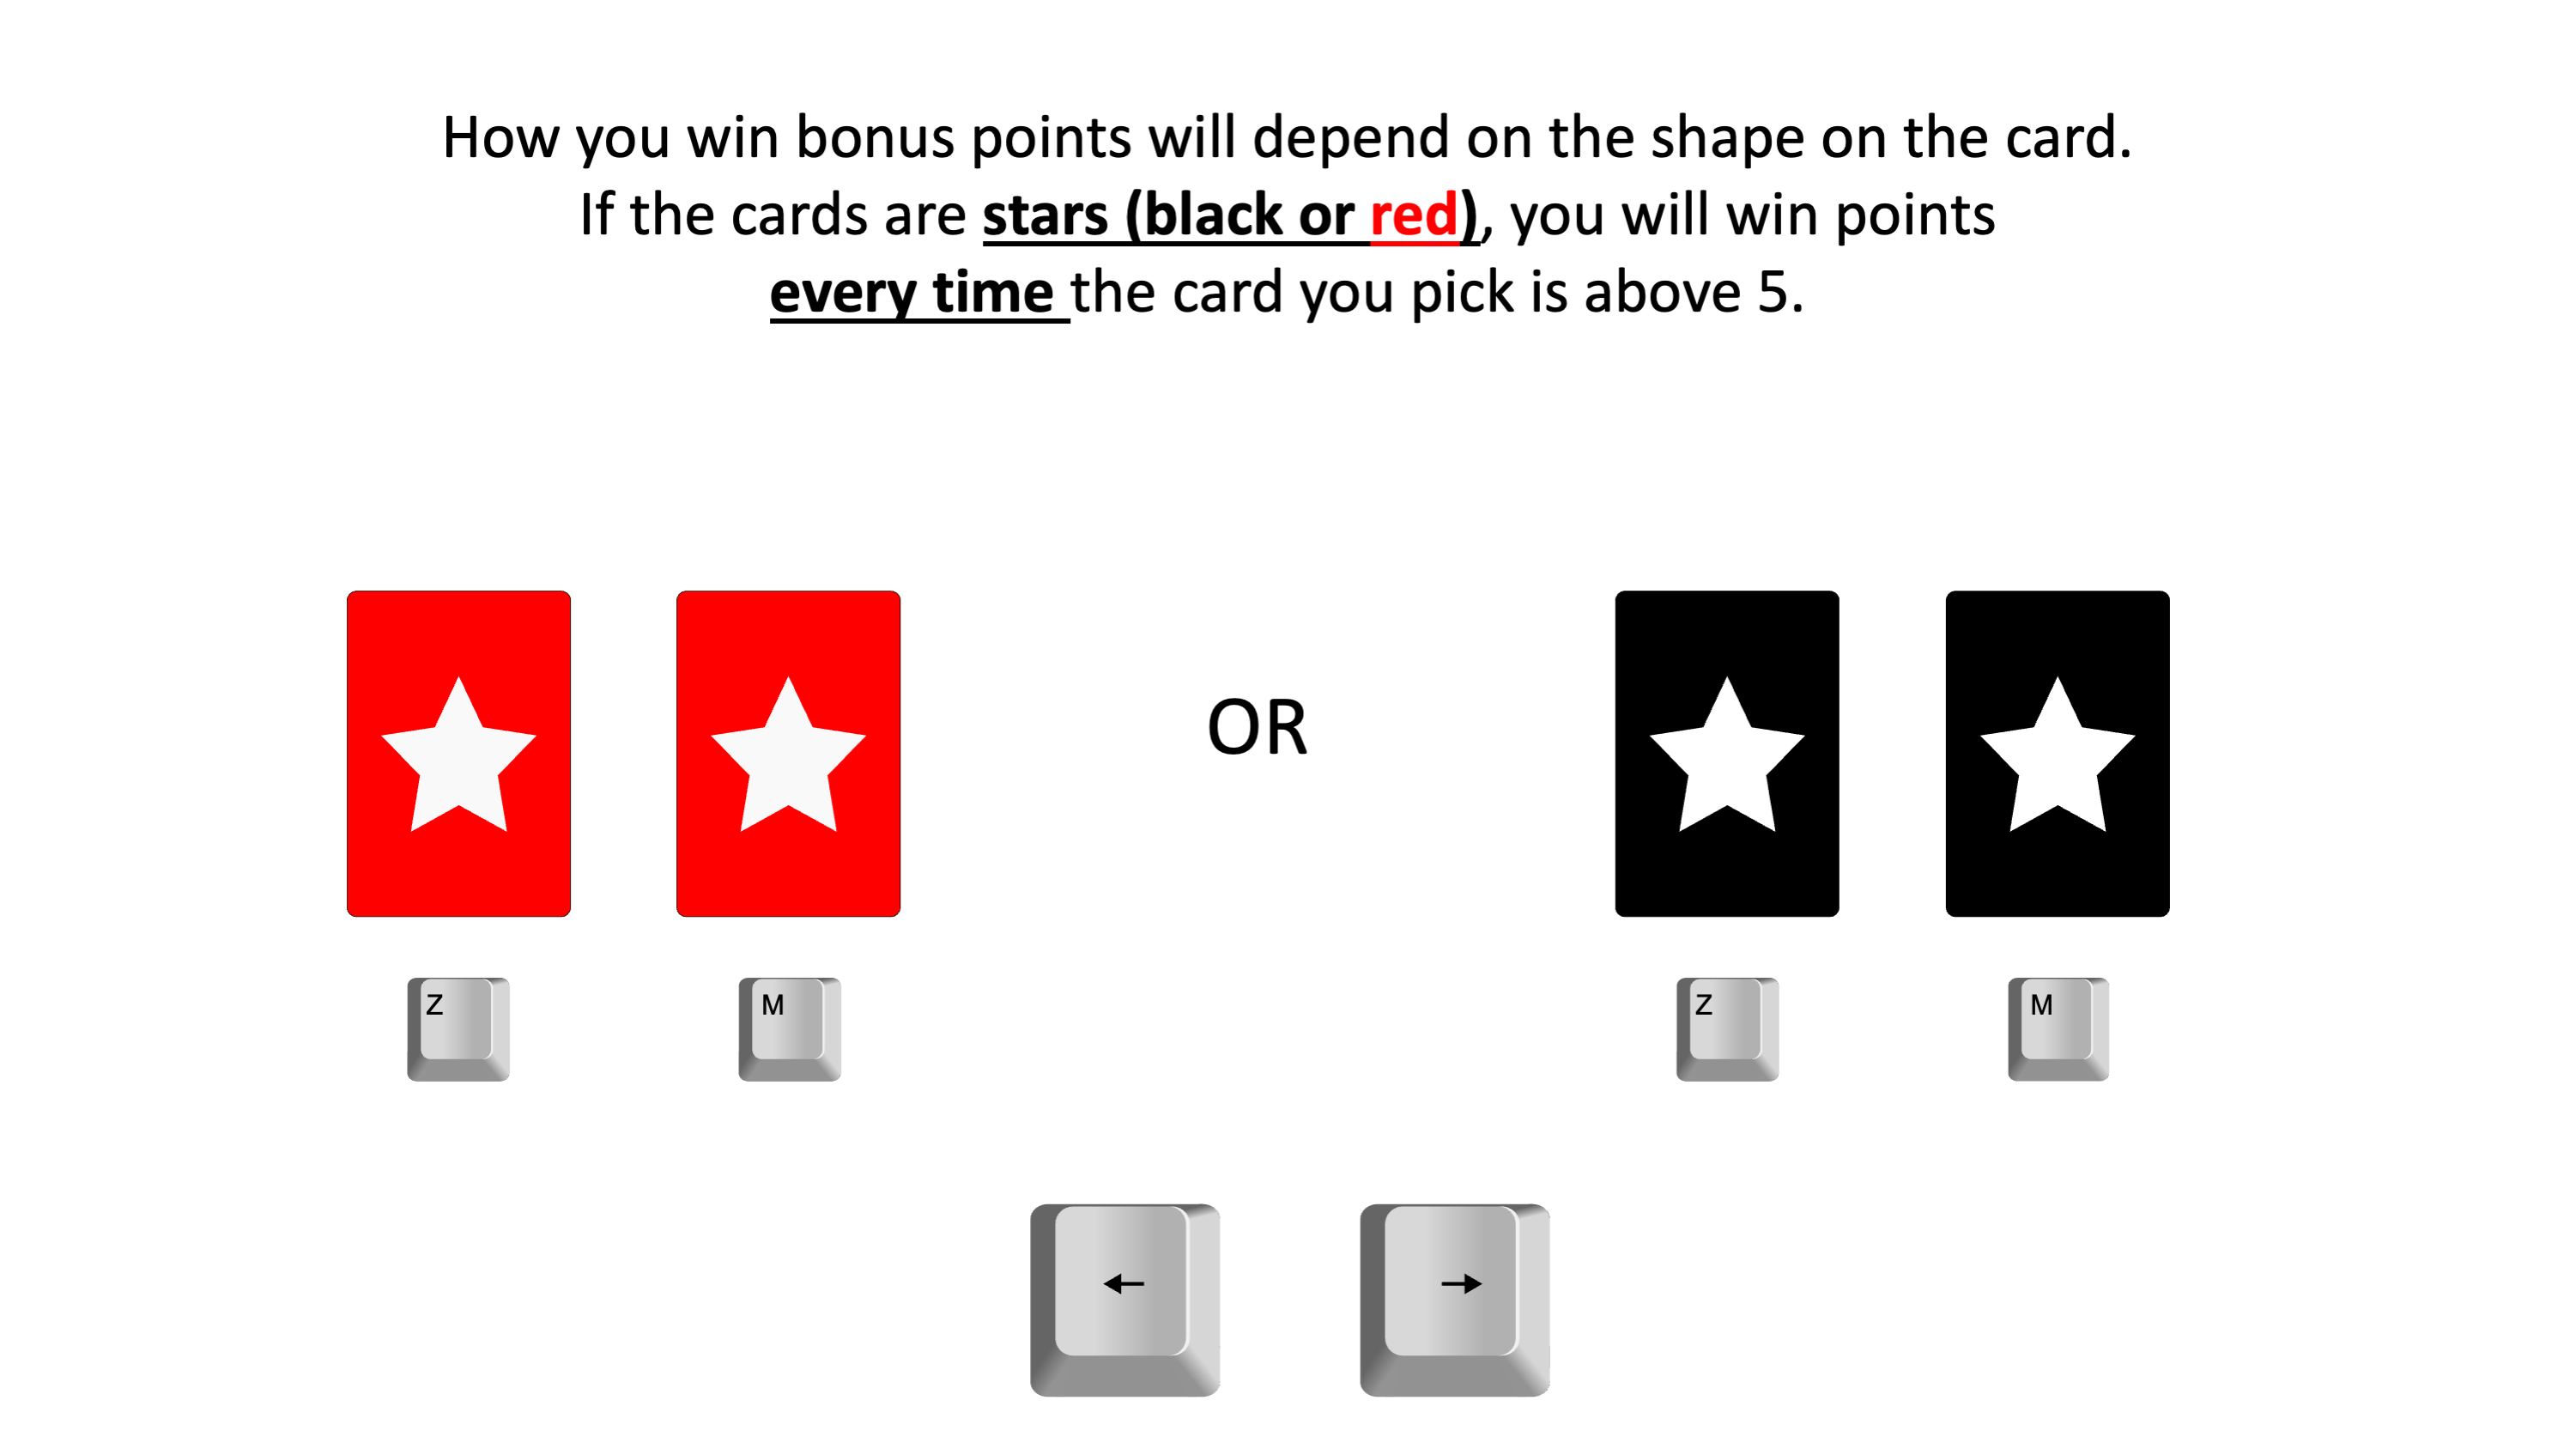 How you win bonus points will depend on the shape on the card.
If the cards are stars (black or red), you will win points
every time the card you pick is above 5.
OR
Z M Z M
← →